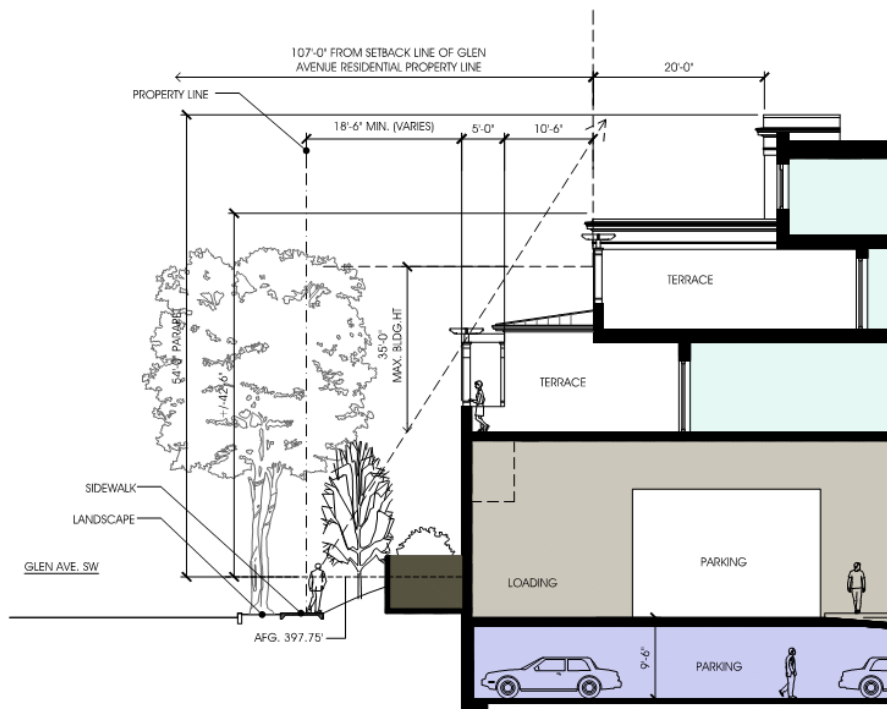 107'-0" FROM SETBACK LINE OF GLEN
AVENUE RESIDENTIAL PROPERTY LINE
20'-0"
PROPERTY LINE
18'-6" MIN. (VARIES)
5'-0"
10'-6"
TERRACE
54'-0" PARAPET
+/-42'-6"
35'-0"
MAX. BLDG.HT
TERRACE
SIDEWALK
LANDSCAPE
GLEN AVE. SW
LOADING
PARKING
AFG. 397.75'
9'-6"
PARKING